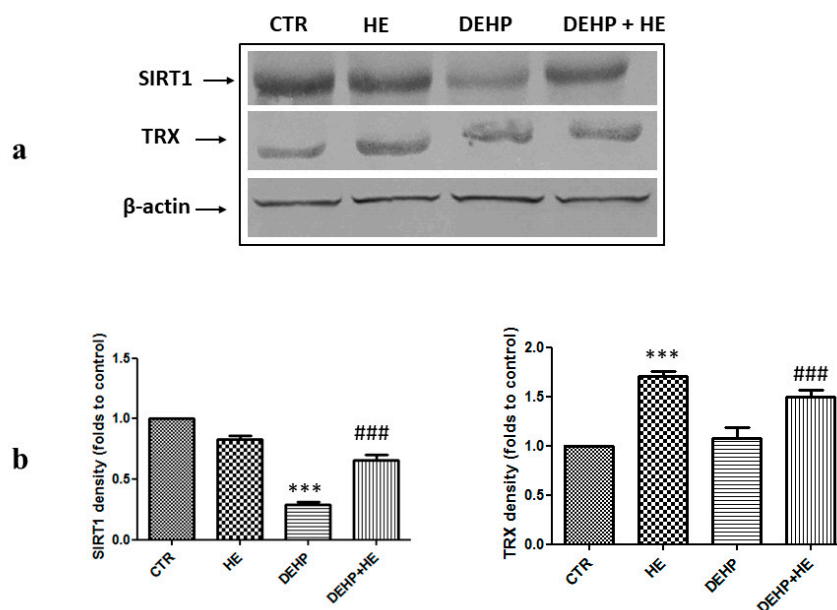 CTR HE DEHP DEHP + HE
SIRT1
TRX
β-actin
a
b
SIRT1 density (folds to control)
1.5
1.0
0.5
0.0
***
###
CTR
HE
DEHP
DEHP+HE
TRX density (folds to control)
2.0
1.5
1.0
0.5
0.0
***
###
CTR
HE
DEHP
DEHP+HE